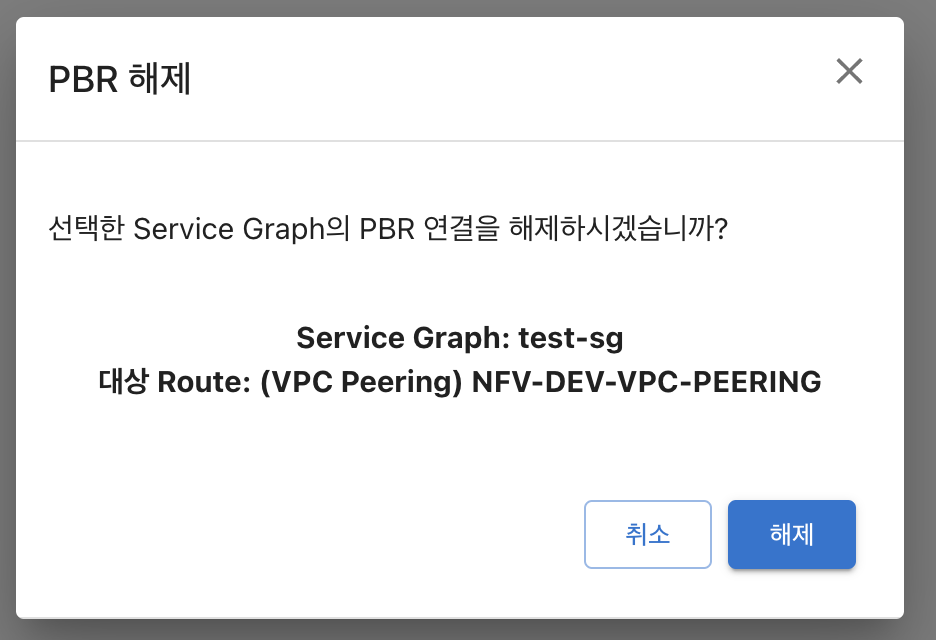 PBR 해제
선택한 Service Graph의 PBR 연결을 해제하시겠습니까?
Service Graph: test-sg
대상 Route: (VPC Peering) NFV-DEV-VPC-PEERING
취소
해제